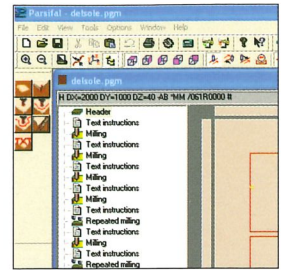 Parsifal - delsole.pgm
File Edit View Tools Options Window Help
delsole.pgm
H DX=2000 DY=1000 DZ=40 -AB *MM /061R0000 #
Header
Text instructions
Milling
Text instructions
Milling
Text instructions
Milling
Text instructions
Milling
Text instructions
Repeated milling
Text instructions
Milling
Text instructions
Repeated milling